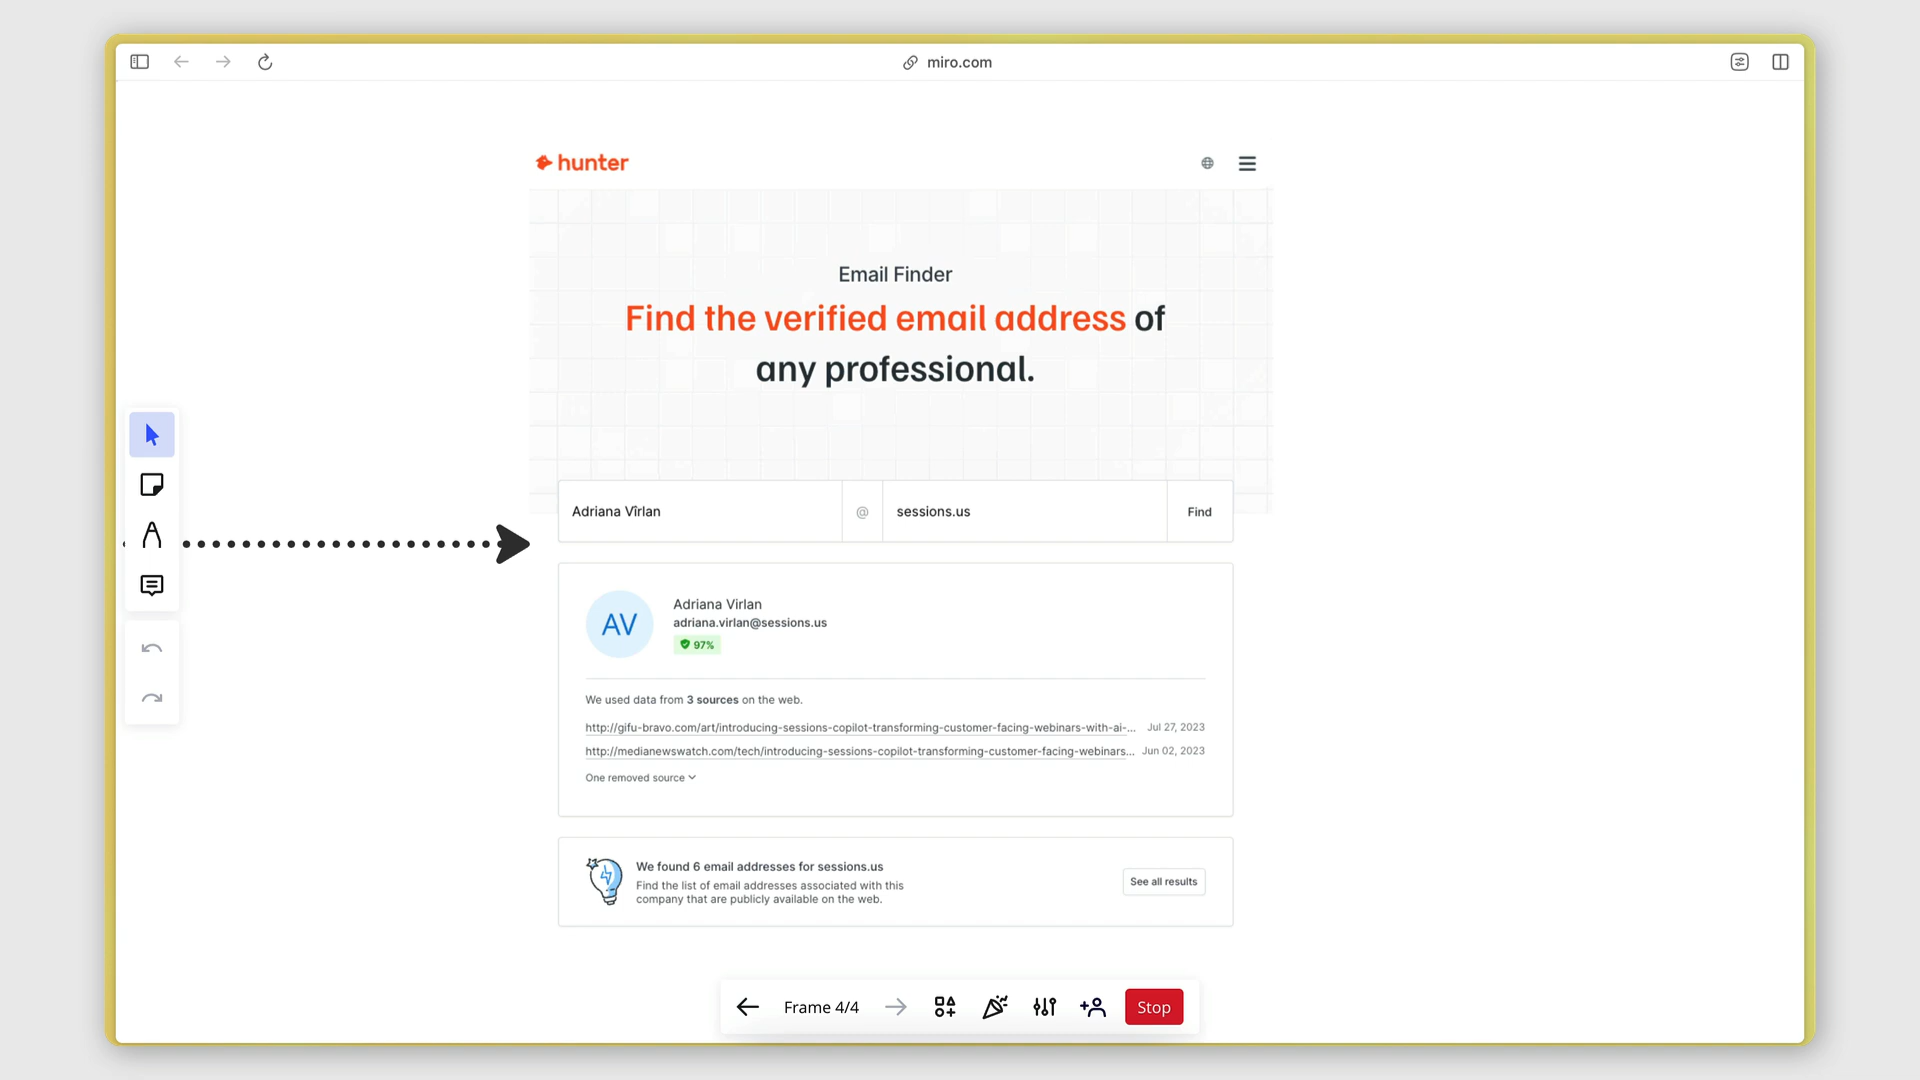 miro.com
hunter
Email Finder
Find the verified email address of
any professional.
Adriana Vîrlan
@
sessions.us
Find
AV
Adriana Virlan
adriana.virlan@sessions.us
97%
We used data from 3 sources on the web.
http://gifu-bravo.com/art/introducing-sessions-copilot-transforming-customer-facing-webinars-with-ai-... Jul 27, 2023
http://medianewswatch.com/tech/introducing-sessions-copilot-transforming-customer-facing-webinars... Jun 02, 2023
One removed source
We found 6 email addresses for sessions.us
Find the list of email addresses associated with this
company that are publicly available on the web.
See all results
Frame 4/4
Stop